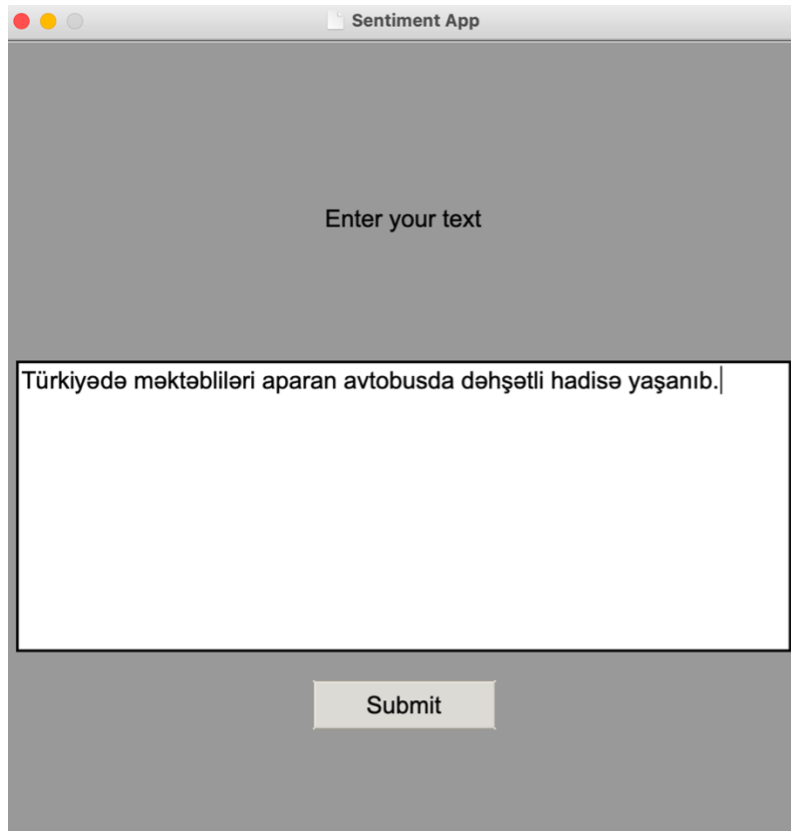 Sentiment App
Enter your text
Türkiyədə məktəbliləri aparan avtobusda dəhşətli hadisə yaşanıb.
Submit